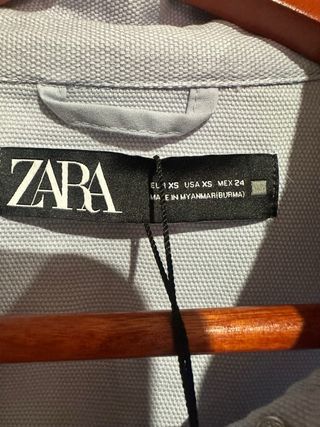 ZARA
EUR XS USA XS MEX 24
MADE IN MYANMAR(BURMA)